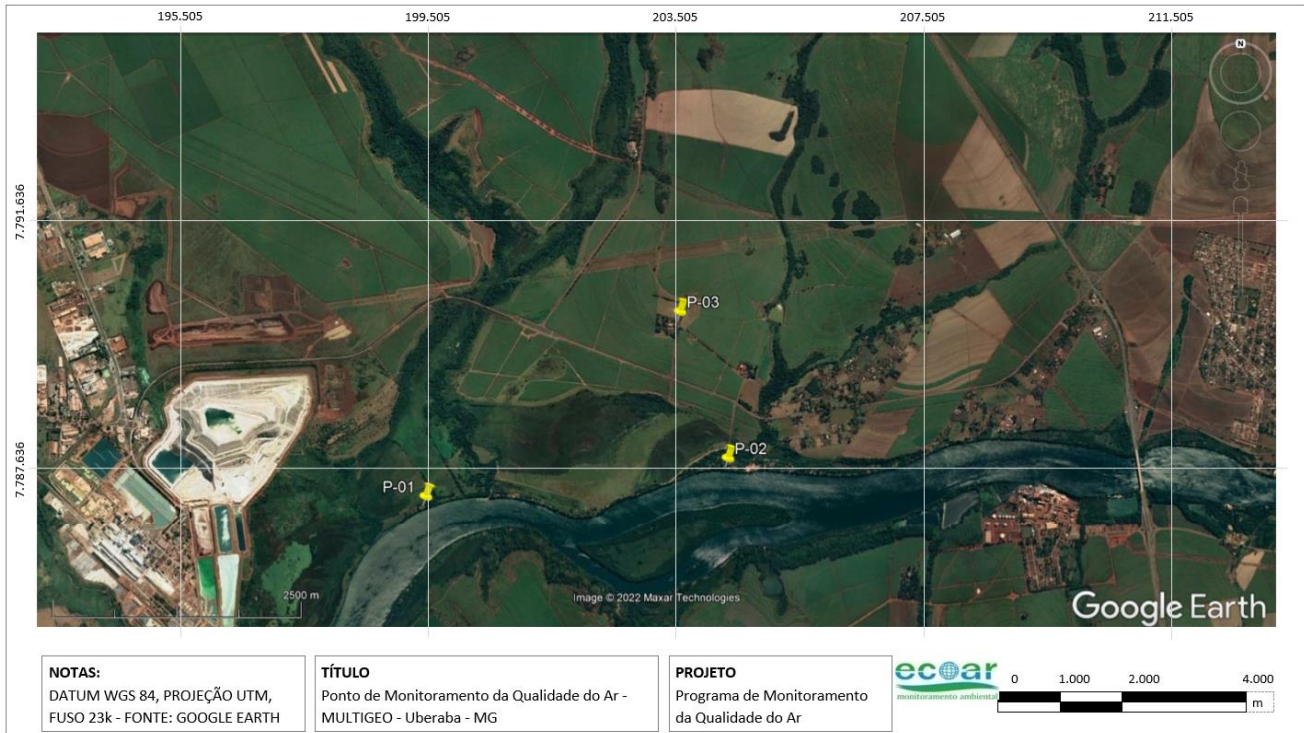 195.505
199.505
203.505
207.505
211.505
N
7.791.636
P-03
P-02
7.787.636
P-01
2500 m
Image © 2022 Maxar Technologies
Google Earth
NOTAS:
DATUM WGS 84, PROJEÇÃO UTM,
FUSO 23k - FONTE: GOOGLE EARTH
TÍTULO
Ponto de Monitoramento da Qualidade do Ar -
MULTIGEO - Uberaba - MG
PROJETO
Programa de Monitoramento
da Qualidade do Ar
ecoar
monitoramento ambiental
0 1.000 2.000 4.000
m